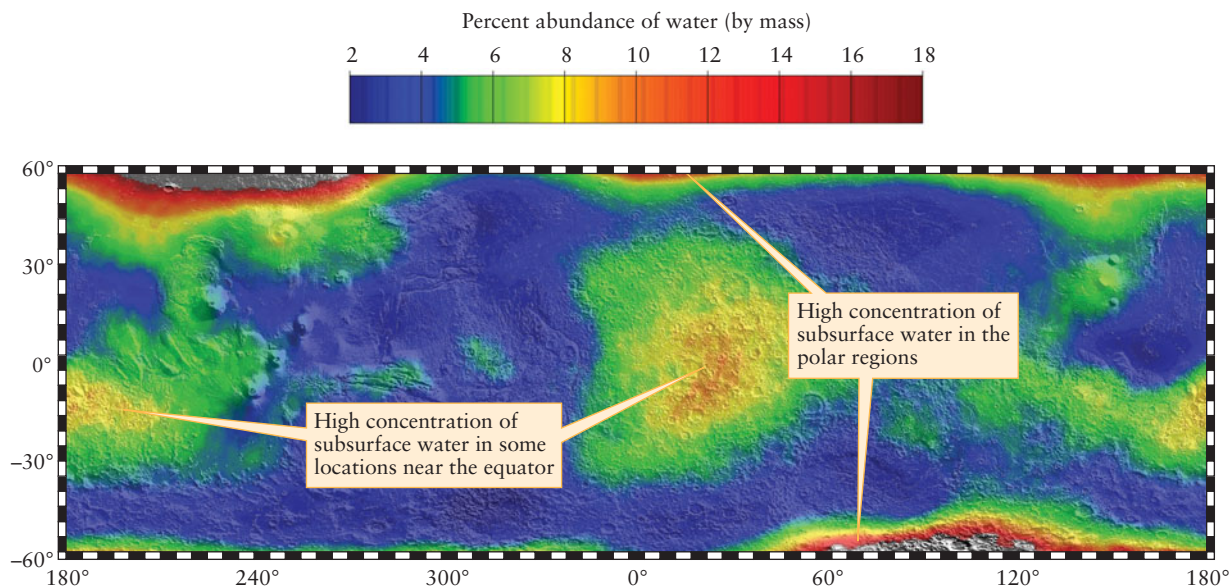 Percent abundance of water (by mass)
2 4 6 8 10 12 14 16 18
60°
30°
0°
−30°
−60°
High concentration of
subsurface water in the
polar regions
High concentration of
subsurface water in some
locations near the equator
180° 240° 300° 0° 60° 120° 180°